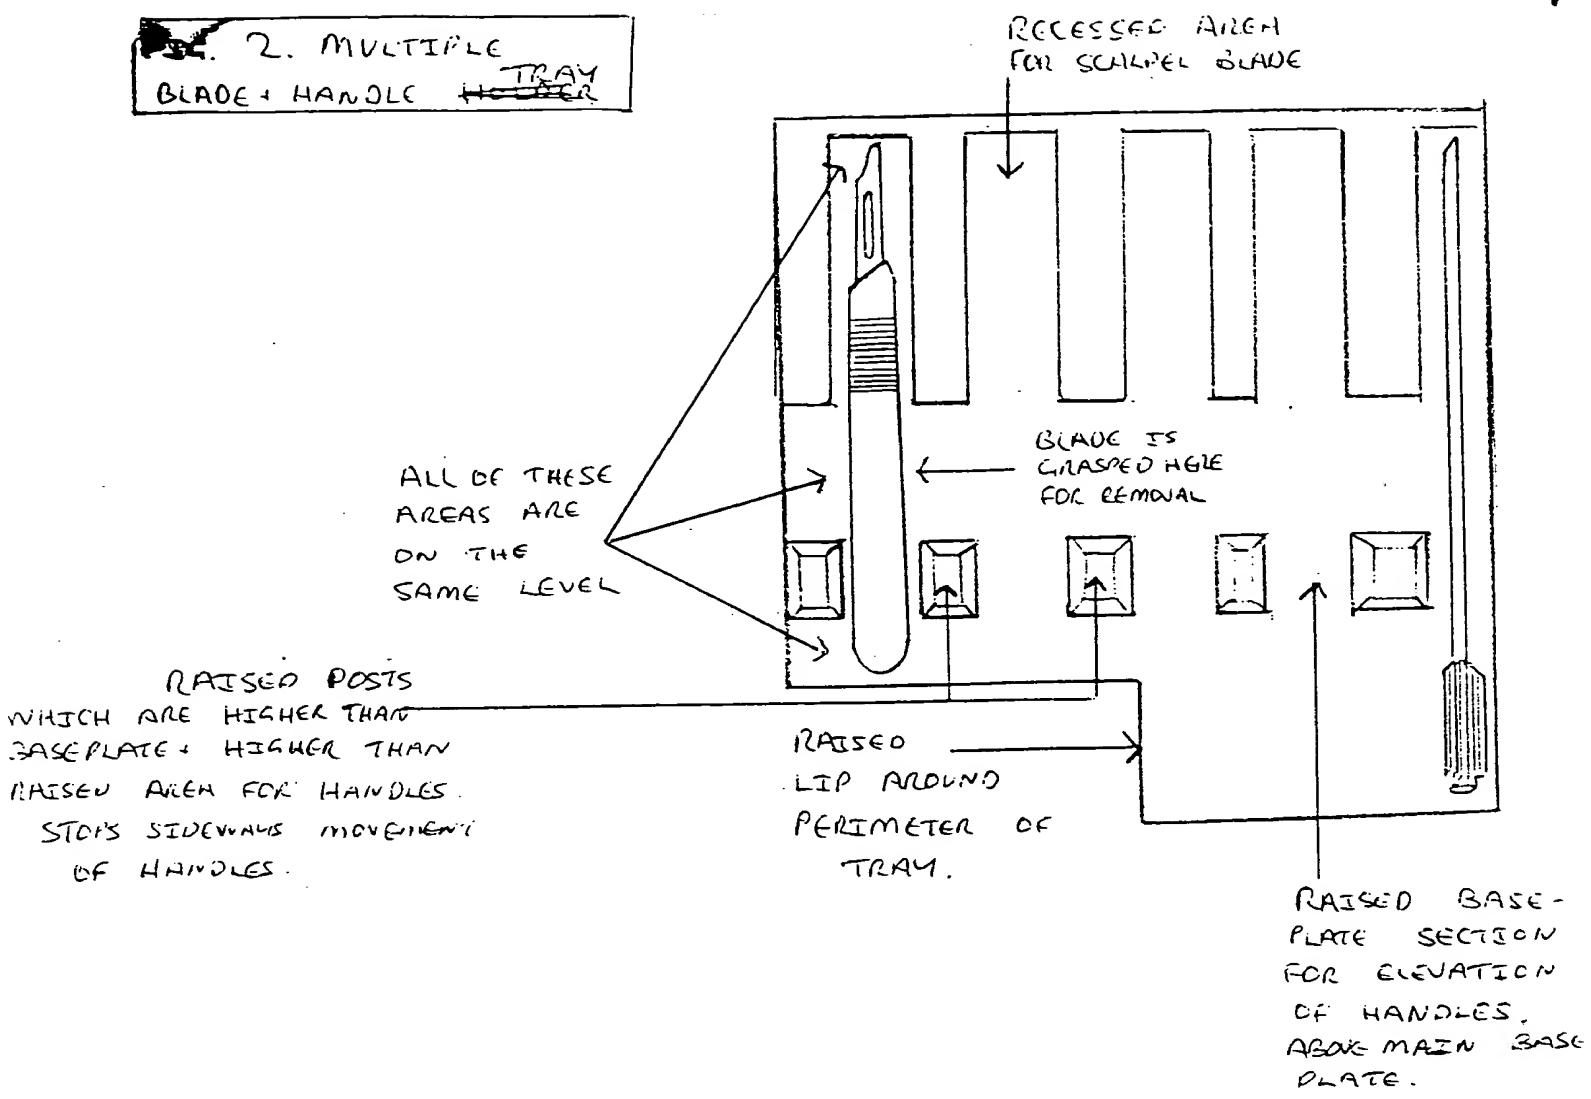 FIG. 2. MULTIPLE
BLADE + HANDLE HOLDER TRAY
RECESSED AREA
FOR SCALPEL BLADE
BLADE IS
GRASPED HERE
FOR REMOVAL
ALL OF THESE
AREAS ARE
ON THE
SAME LEVEL
RAISED POSTS
WHICH ARE HIGHER THAN
BASEPLATE + HIGHER THAN
RAISED AREA FOR HANDLES.
STOPS SIDEWAYS MOVEMENT
OF HANDLES.
RAISED
LIP AROUND
PERIMETER OF
TRAY.
RAISED BASE-
PLATE SECTION
FOR ELEVATION
OF HANDLES.
ABOVE MAIN BASE
PLATE.